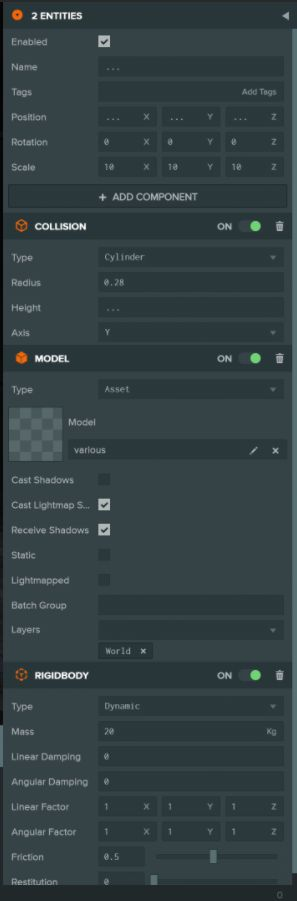 2 ENTITIES
Enabled
Name ...
Tags Add Tags
Position ... X ... Y ... Z
Rotation 0 X 0 Y 0 Z
Scale 10 X 10 Y 10 Z
+ ADD COMPONENT
COLLISION ON
Type Cylinder
Radius 0.28
Height ...
Axis Y
MODEL ON
Type Asset
Model
various
Cast Shadows
Cast Lightmap S...
Receive Shadows
Static
Lightmapped
Batch Group
Layers
World ×
RIGIDBODY ON
Type Dynamic
Mass 20 Kg
Linear Damping 0
Angular Damping 0
Linear Factor 1 X 1 Y 1 Z
Angular Factor 1 X 1 Y 1 Z
Friction 0.5
Restitution 0
0